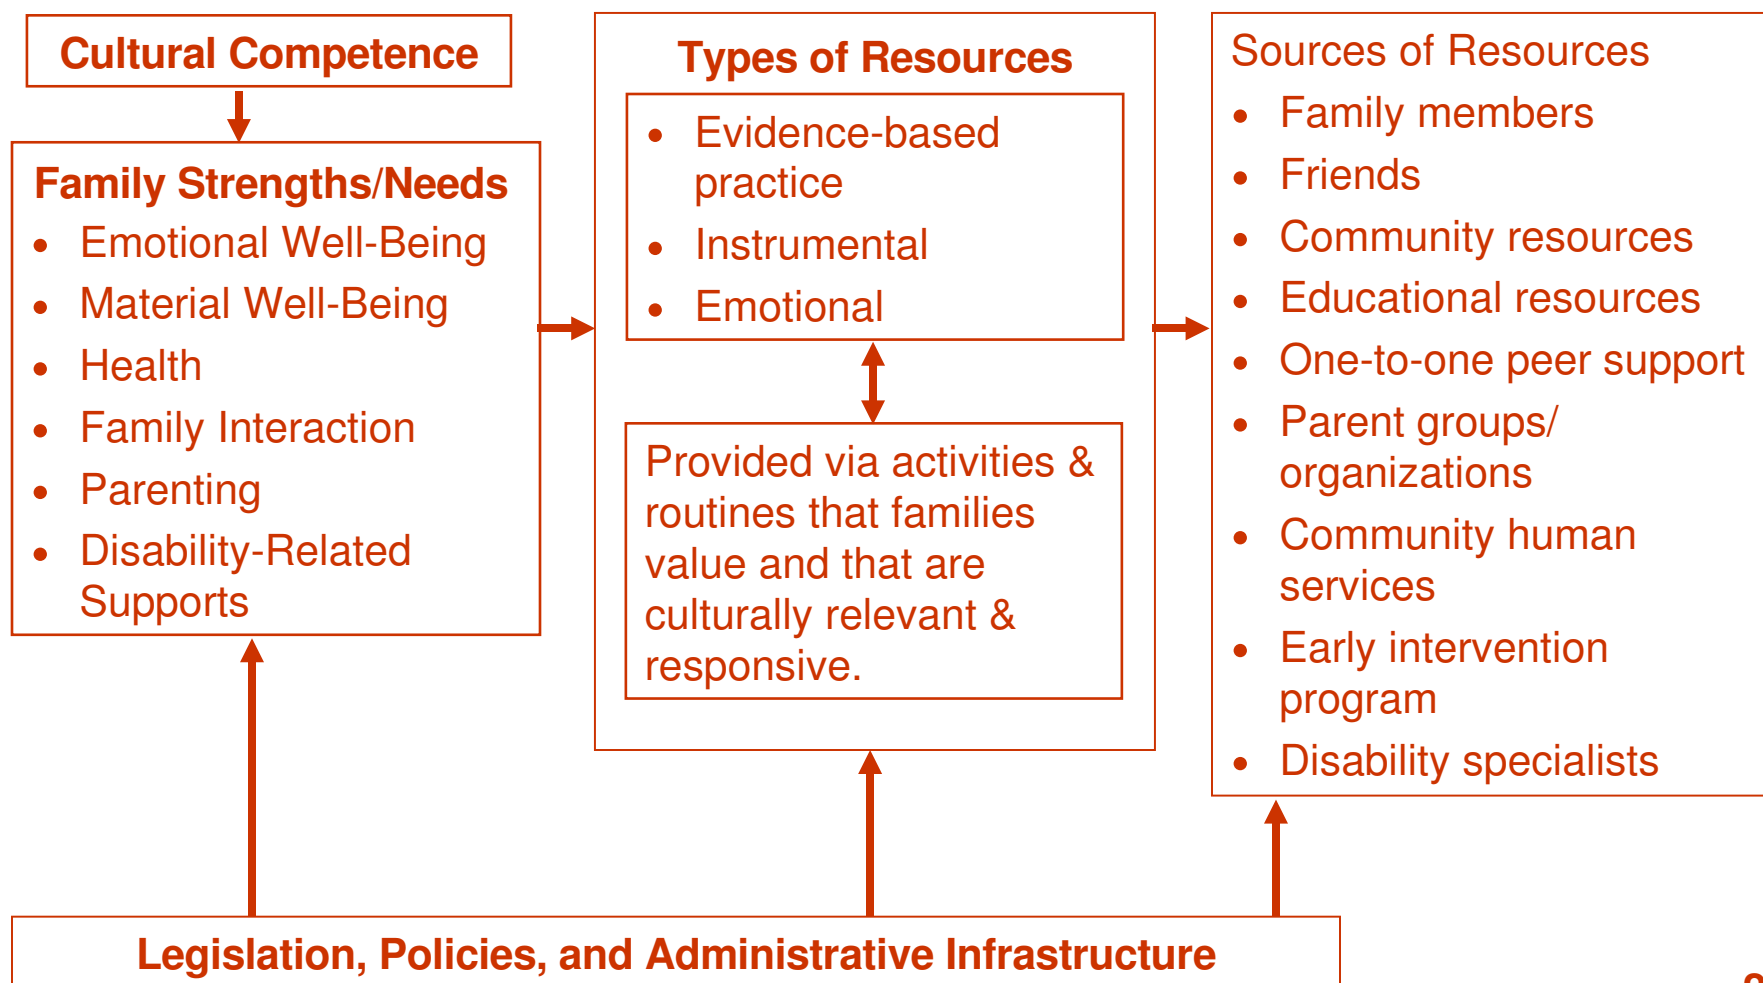 Cultural Competence
Family Strengths/Needs
• Emotional Well-Being
• Material Well-Being
• Health
• Family Interaction
• Parenting
• Disability-Related
Supports
Types of Resources
• Evidence-based
practice
• Instrumental
• Emotional
Provided via activities &
routines that families
value and that are
culturally relevant &
responsive.
Sources of Resources
• Family members
• Friends
• Community resources
• Educational resources
• One-to-one peer support
• Parent groups/
organizations
• Community human
services
• Early intervention
program
• Disability specialists
Legislation, Policies, and Administrative Infrastructure